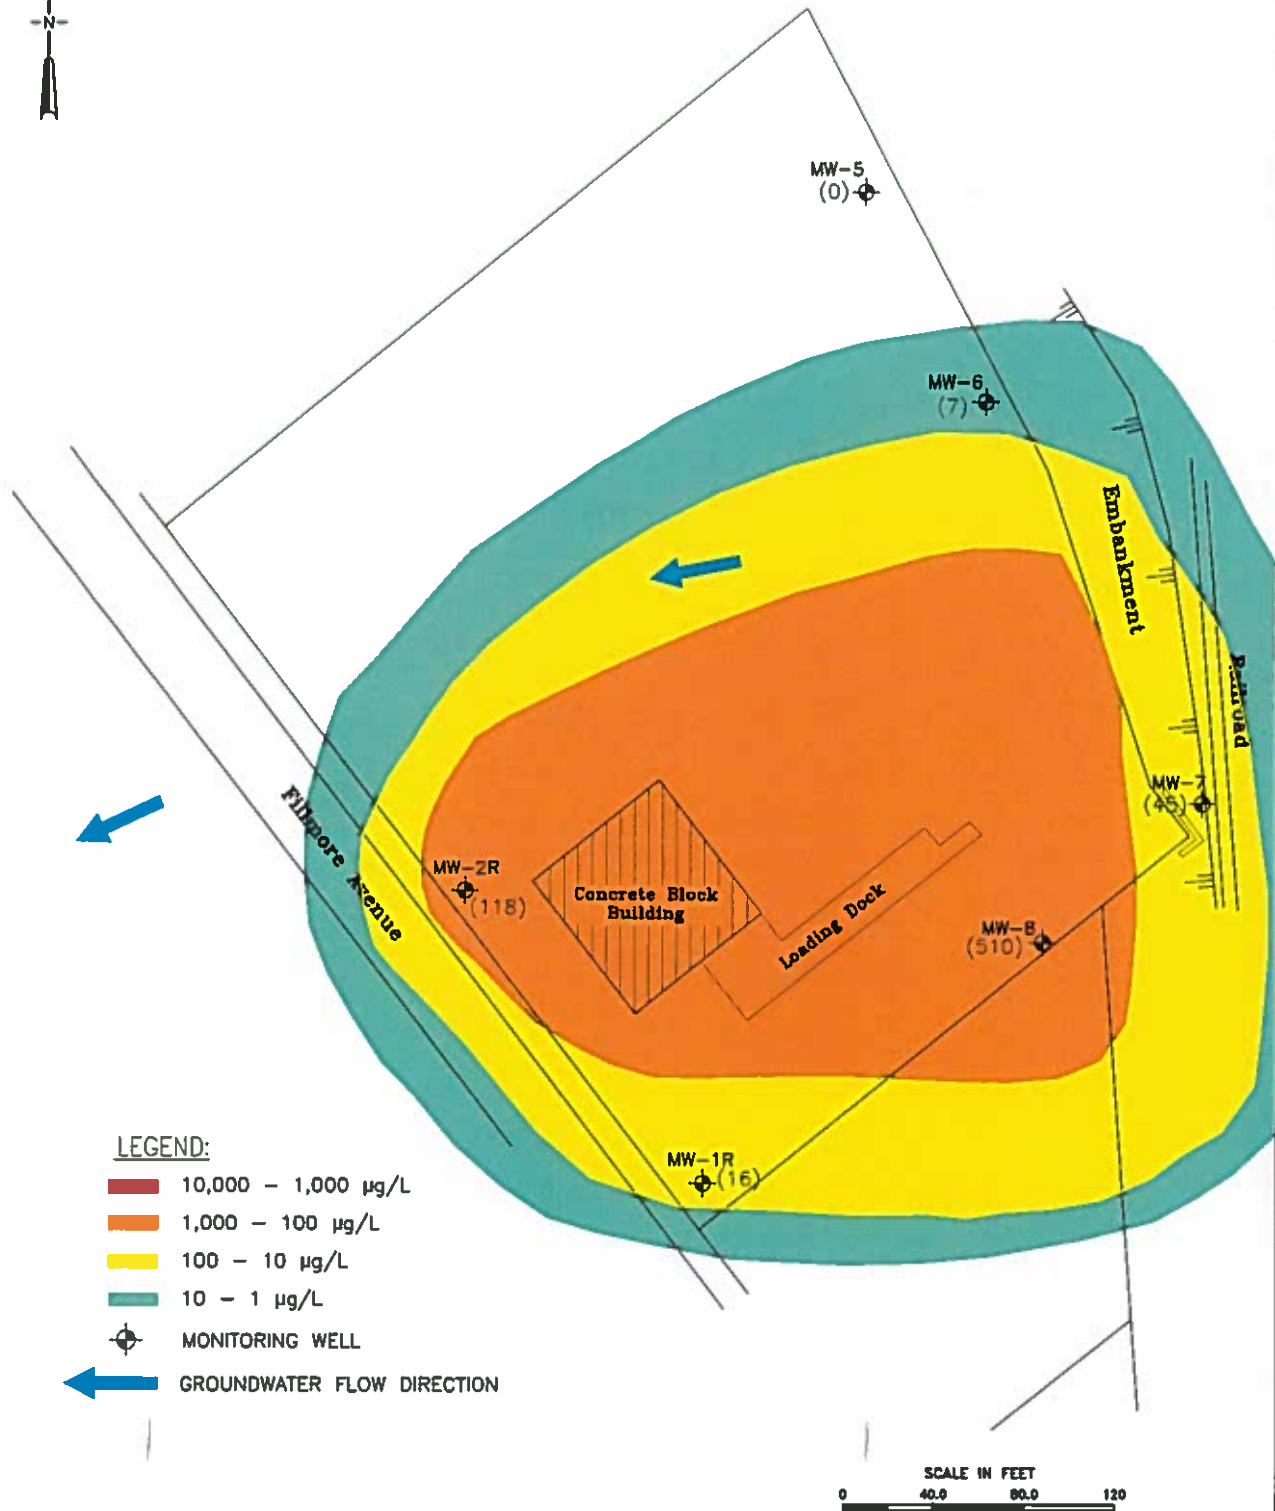 N
MW-5
(0)
MW-6
(7)
Embankment
Railroad
MW-7
(45)
Fillmore Avenue
MW-2R
(118)
Concrete Block
Building
Loading Dock
MW-8
(510)
MW-1R
(16)
LEGEND:
10,000 - 1,000 µg/L
1,000 - 100 µg/L
100 - 10 µg/L
10 - 1 µg/L
MONITORING WELL
GROUNDWATER FLOW DIRECTION
SCALE IN FEET
0 40.0 80.0 120